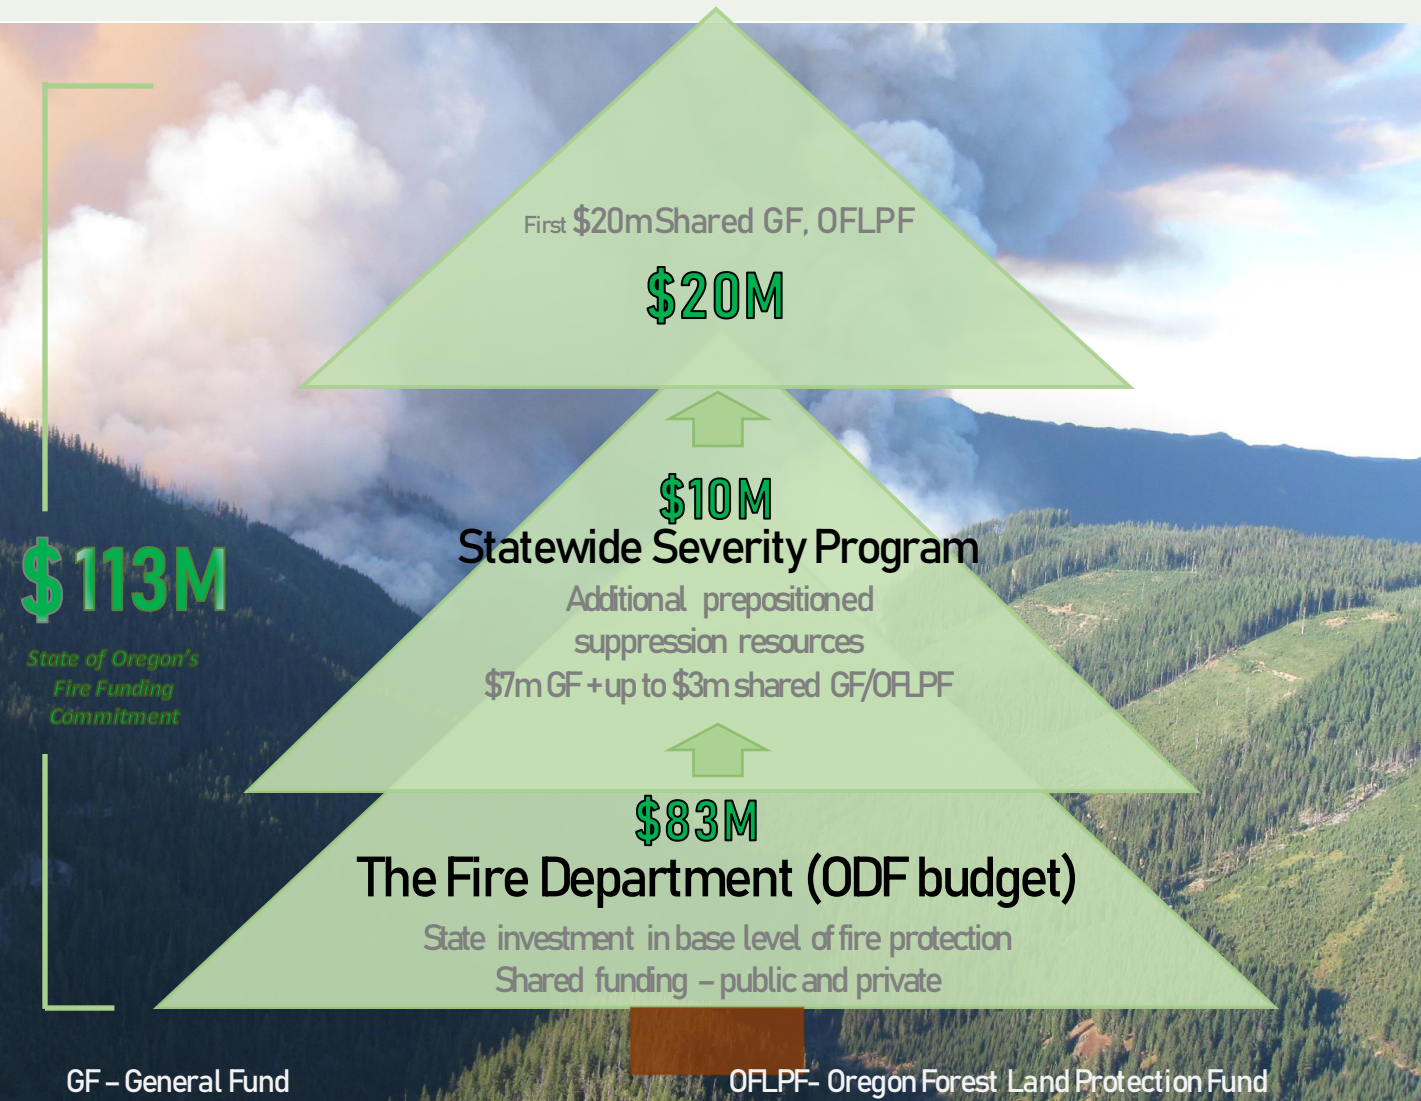 First $20m Shared GF, OFLPF
$20M
$10M
Statewide Severity Program
Additional prepositioned
suppression resources
$7m GF + up to $3m shared GF/OFLPF
$113M
State of Oregon's
Fire Funding
Commitment
$83M
The Fire Department (ODF budget)
State investment in base level of fire protection
Shared funding – public and private
GF – General Fund
OFLPF- Oregon Forest Land Protection Fund